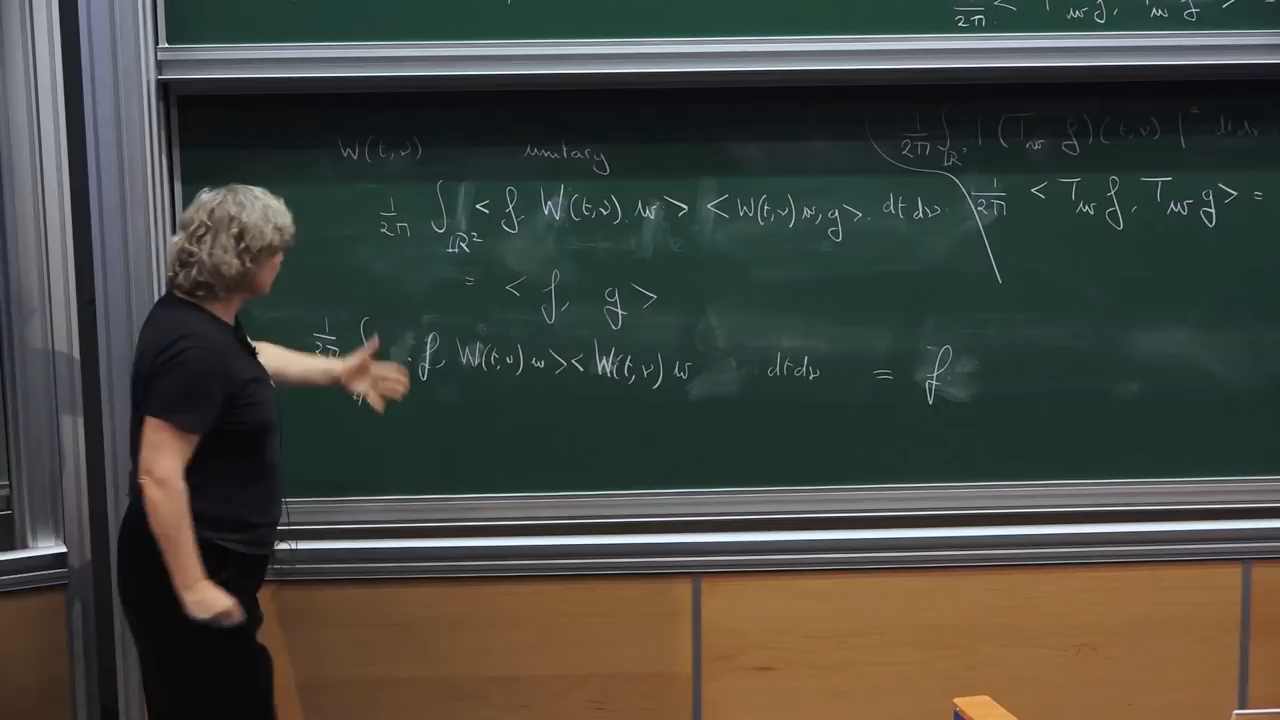 1/2π < T_w f, T_w g >
W(t,ν) unitary
1/2π ∫_{ℝ²} < f, W(t,ν) w > < W(t,ν) w, g > dt dν
= < f, g >
1/2π ∫ f, W(t,ν) w > < W(t,ν) w dt dν = f
1/2π ∫_{ℝ²} | (T_w f)(t,ν) |² dt dν
1/2π < T_w f, T_w g > =